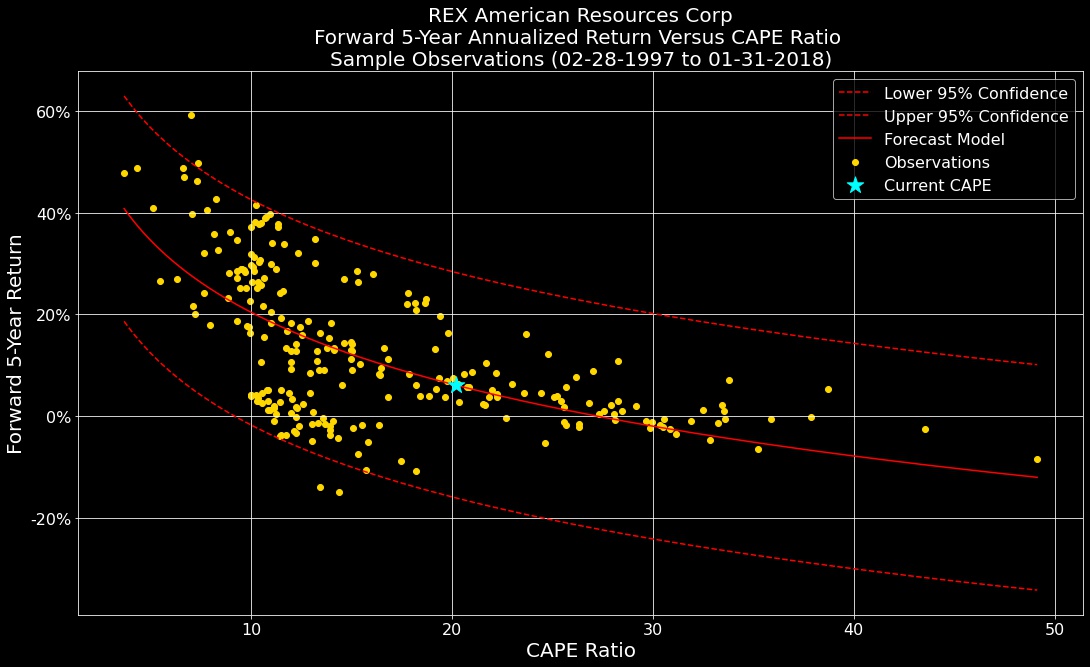 REX American Resources Corp
Forward 5-Year Annualized Return Versus CAPE Ratio
Sample Observations (02-28-1997 to 01-31-2018)
Lower 95% Confidence
Upper 95% Confidence
Forecast Model
Observations
Current CAPE
Forward 5-Year Return
60%
40%
20%
0%
-20%
10
20
30
40
50
CAPE Ratio